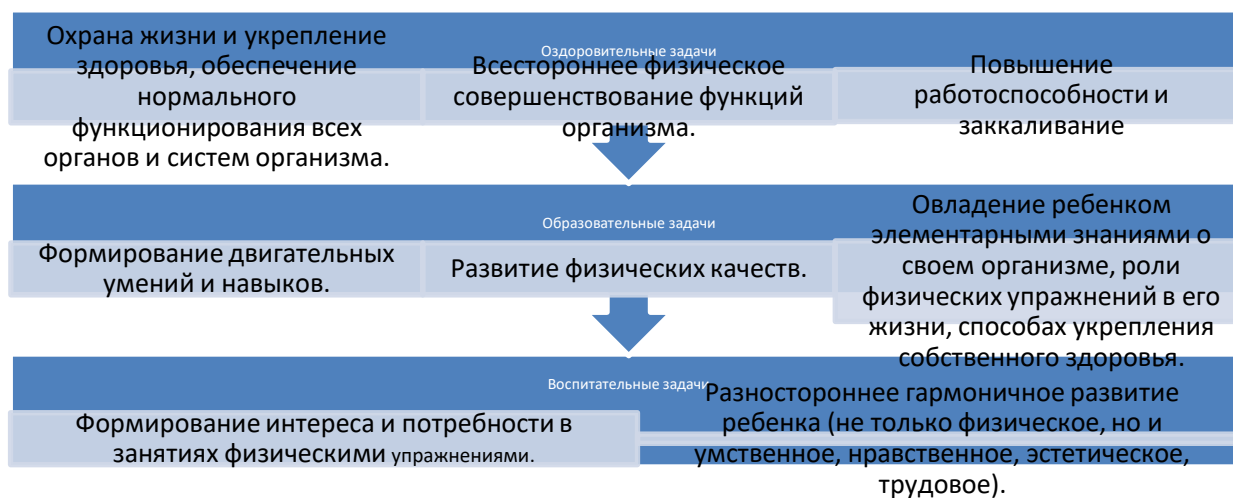 Оздоровительные задачи
Охрана жизни и укрепление
здоровья, обеспечение
нормального
функционирования всех
органов и систем организма.
Всестороннее физическое
совершенствование функций
организма.
Повышение
работоспособности и
заккаливание
Образовательные задачи
Формирование двигательных
умений и навыков.
Развитие физических качеств.
Овладение ребенком
элементарными знаниями о
своем организме, роли
физических упражнений в его
жизни, способах укрепления
собственного здоровья.
Воспитательные задачи
Формирование интереса и потребности в
занятиях физическими упражнениями.
Разностороннее гармоничное развитие
ребенка (не только физическое, но и
умственное, нравственное, эстетическое,
трудовое).